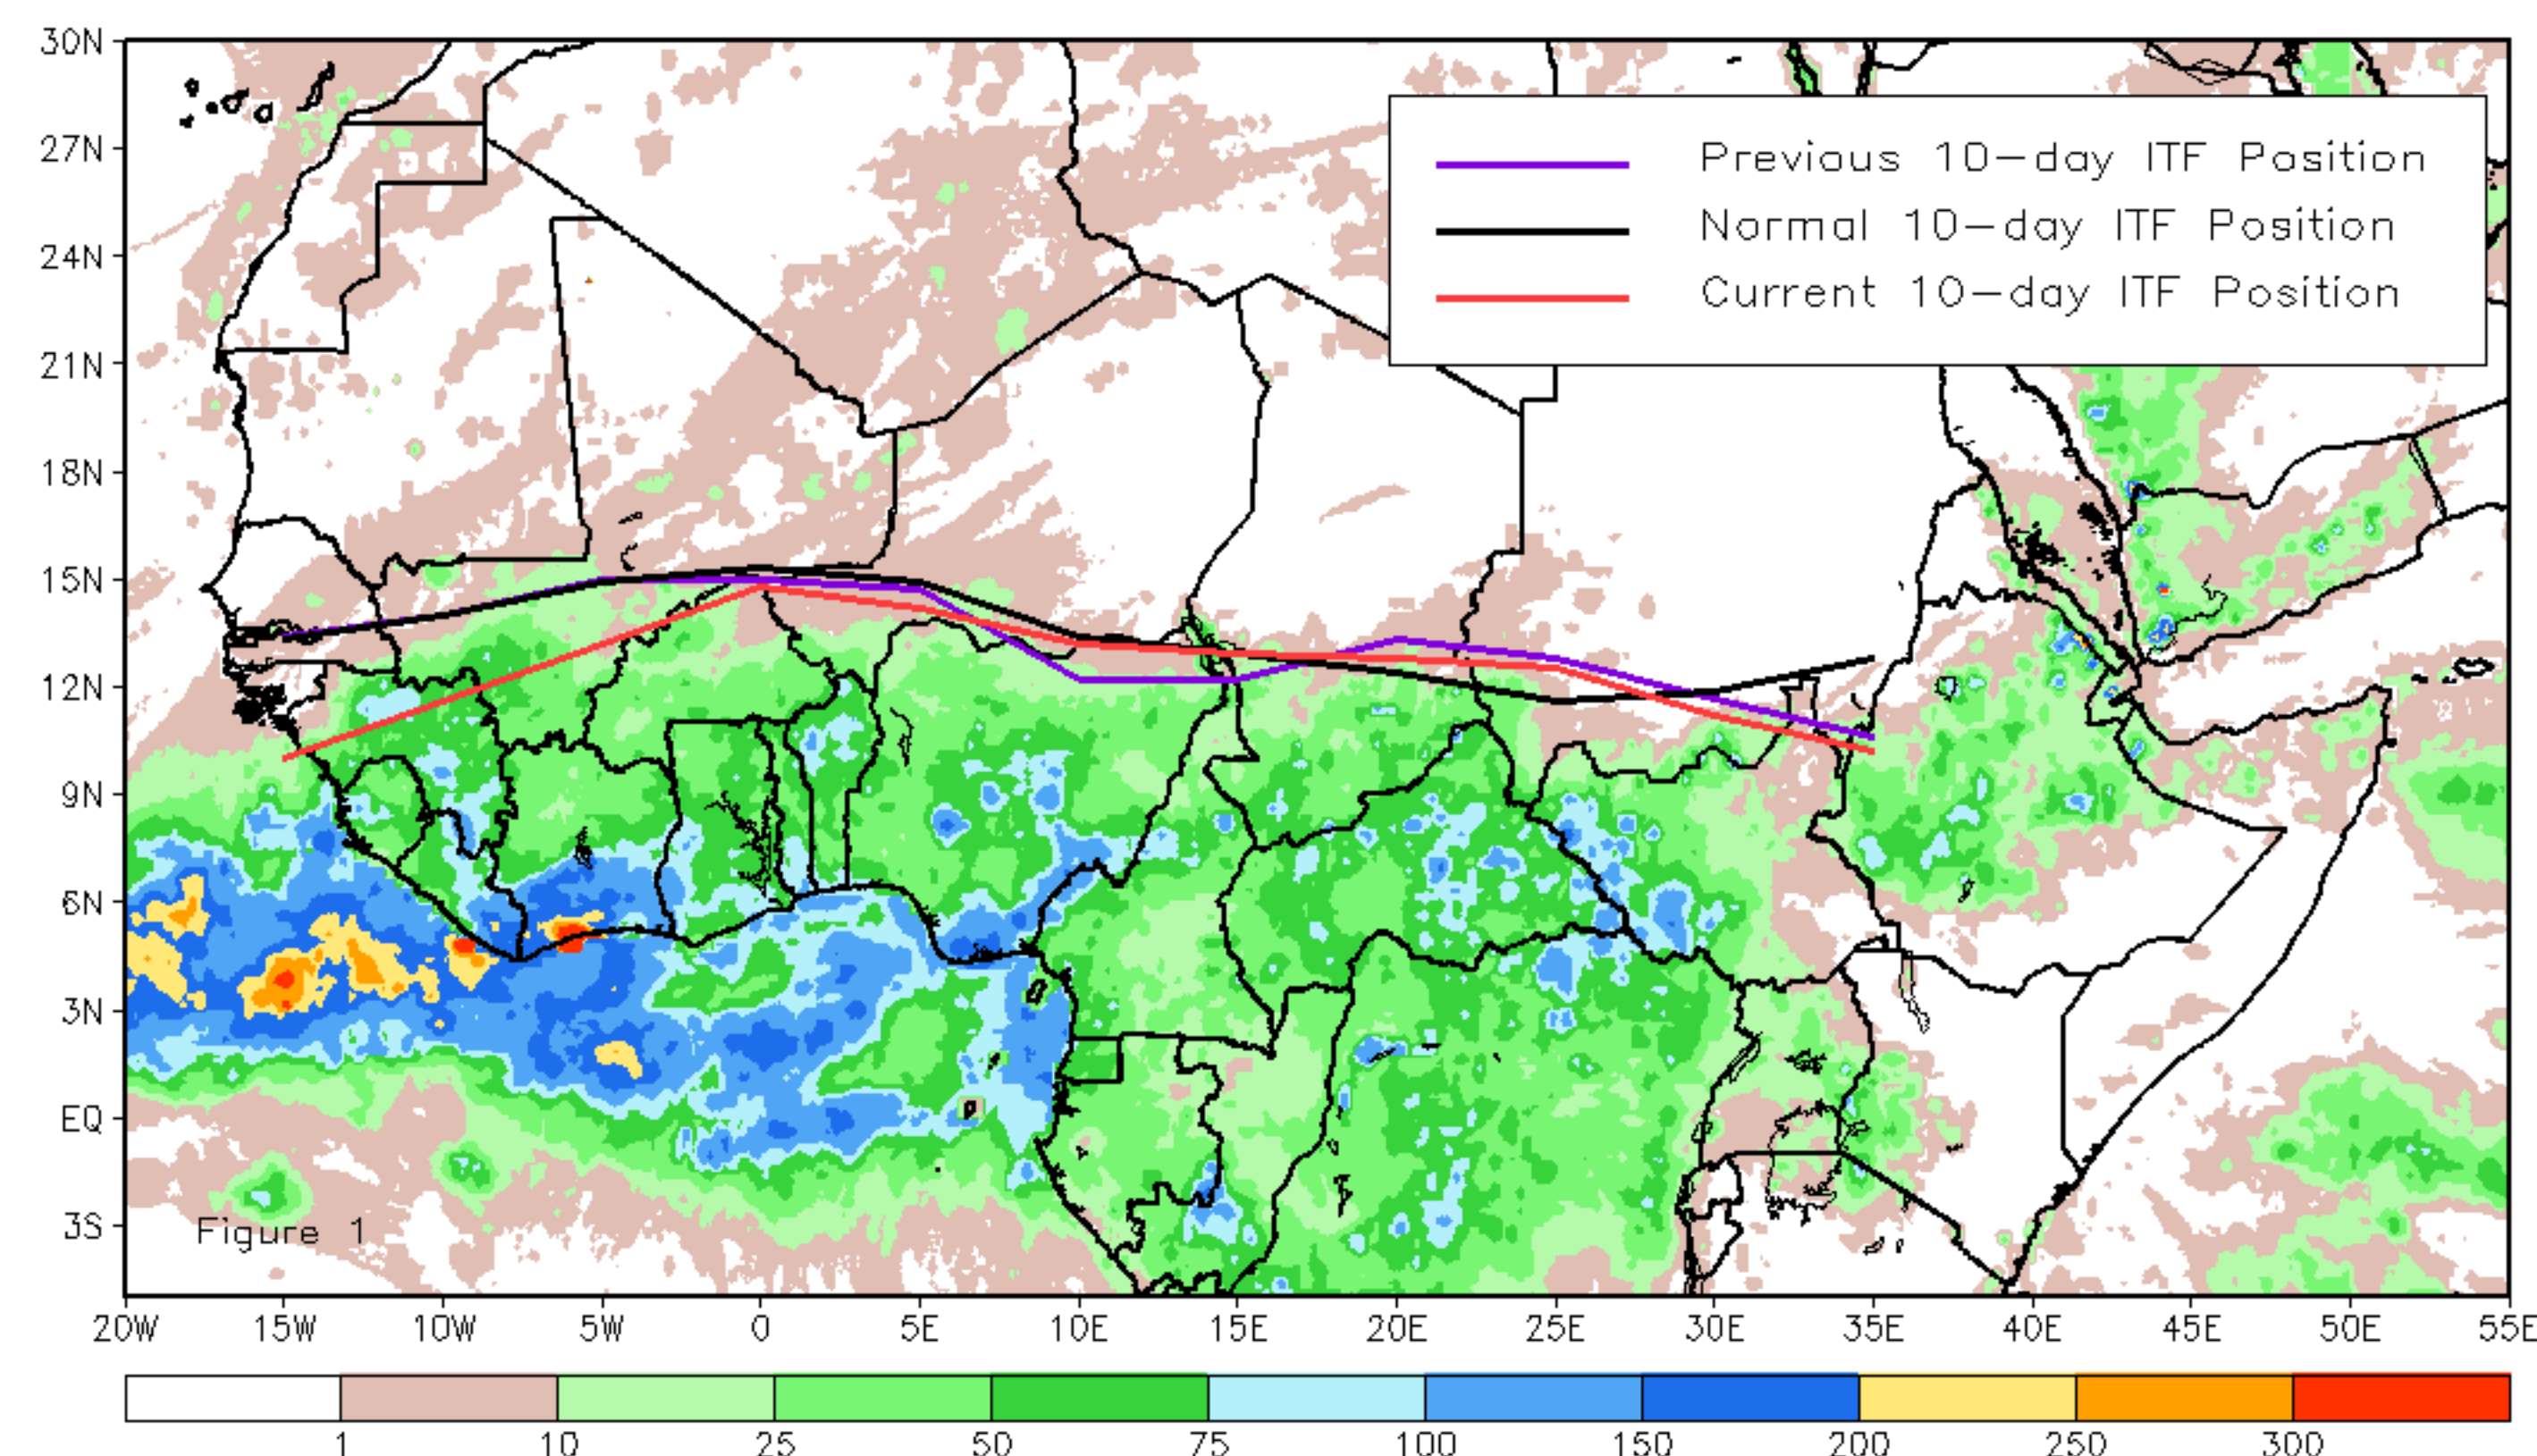 30N
27N
24N
21N
18N
15N
12N
9N
6N
3N
EQ
3S
Previous 10-day ITF Position
Normal 10-day ITF Position
Current 10-day ITF Position
Figure 1
20W 15W 10W 5W 0 5E 10E 15E 20E 25E 30E 35E 40E 45E 50E 55E
1 10 25 50 75 100 150 200 250 300